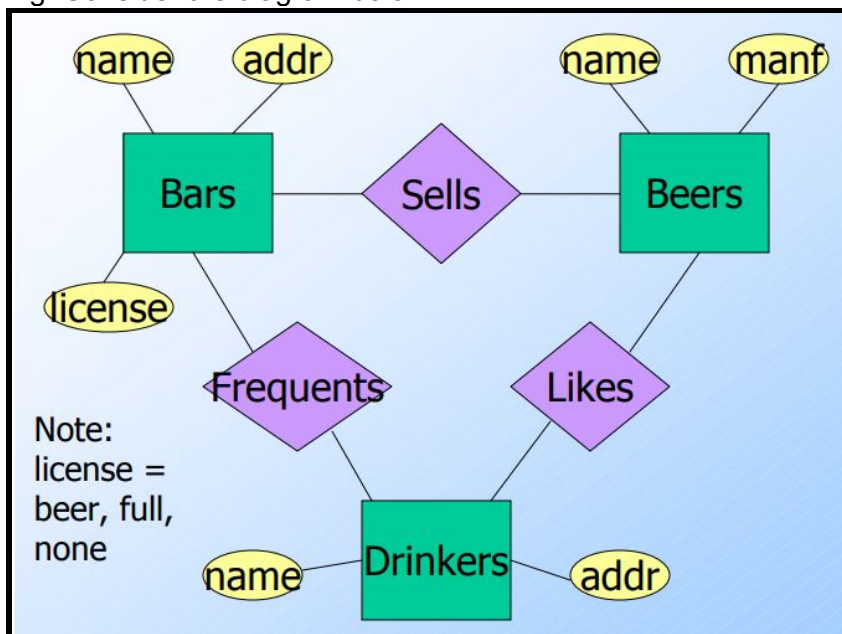 name addr name manf
Bars Sells Beers
license
Frequents Likes
Note:
license =
beer, full,
none
name Drinkers addr